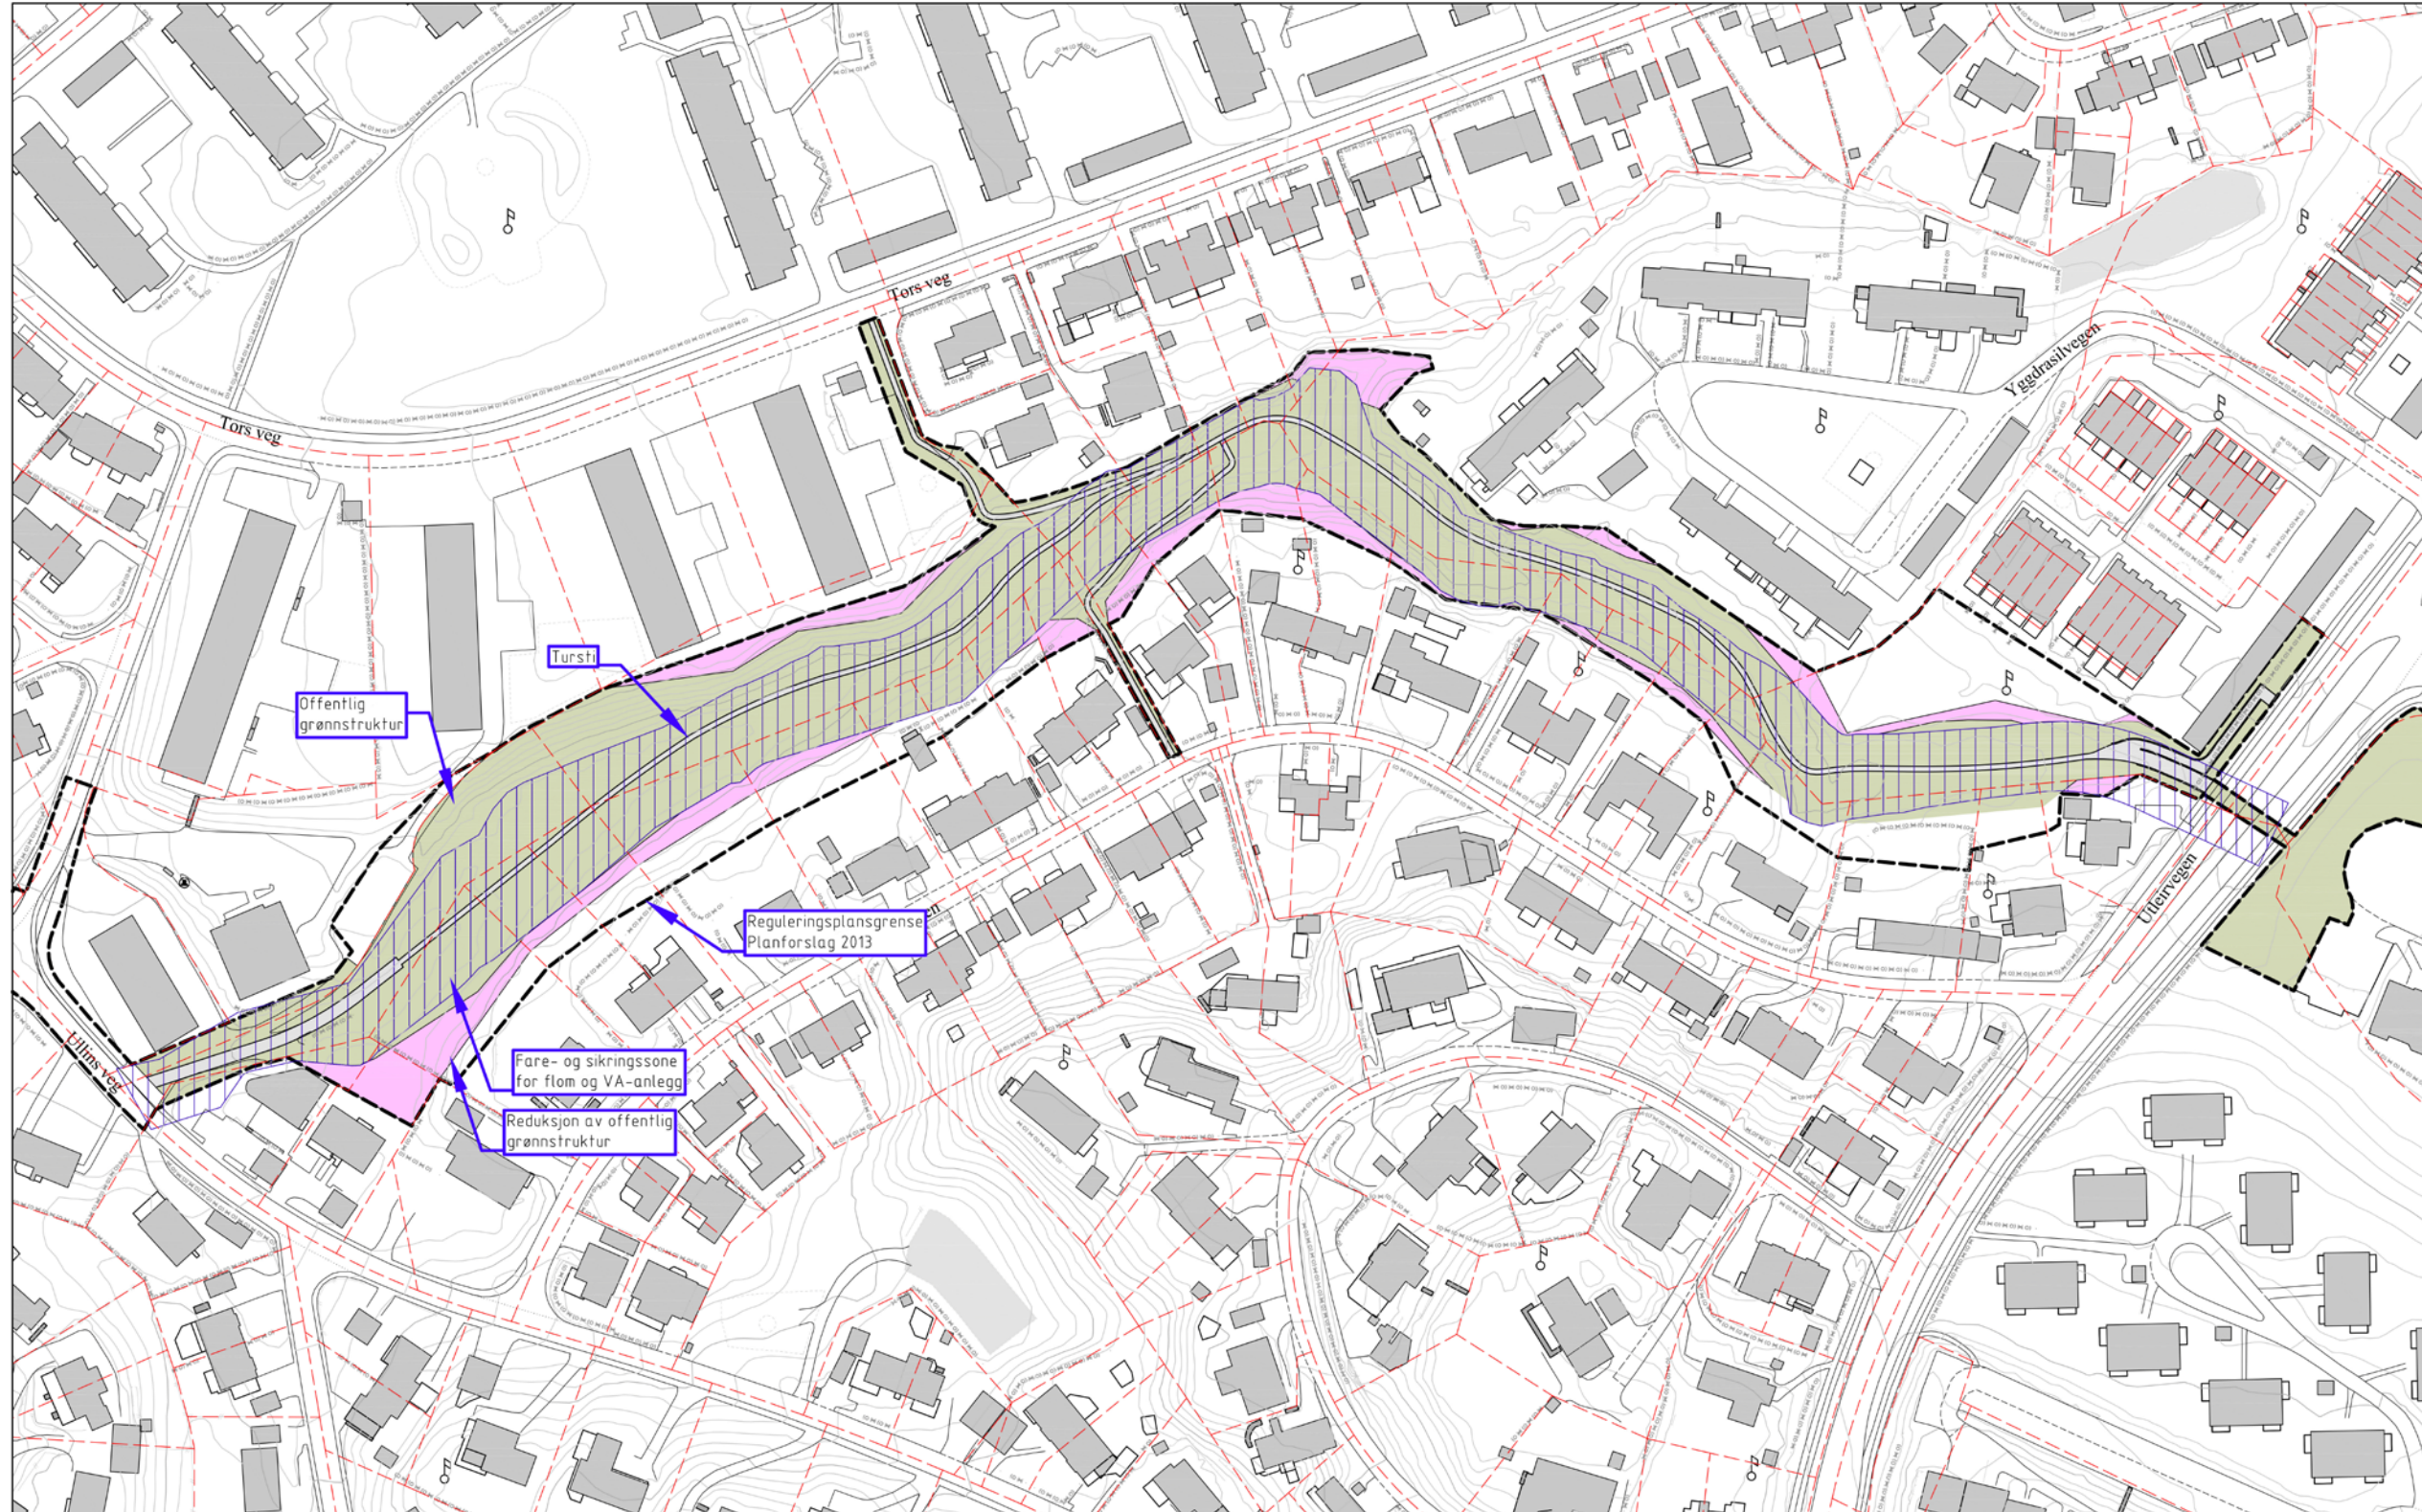 Tors veg
Yggdrasilvegen
Tors veg
Tursti
Offentlig
grønnstruktur
Reguleringsplansgrense
Planforslag 2013
en
Utleirvegen
Ullins veg
Fare- og sikringssone
for flom og VA-anlegg
Reduksjon av offentlig
grønnstruktur